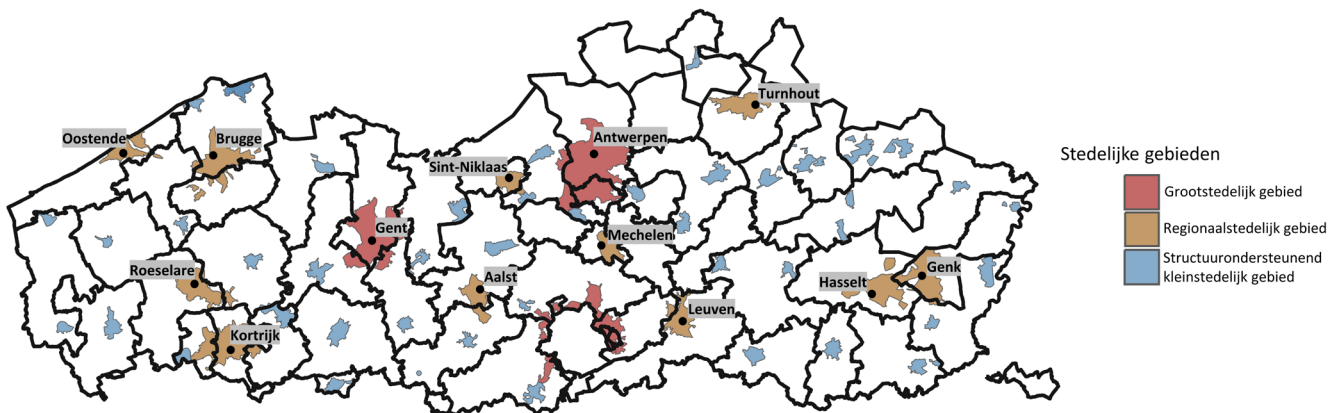 Turnhout
Oostende
Brugge
Antwerpen
Sint-Niklaas
Gent
Mechelen
Roeselare
Aalst
Genk
Hasselt
Leuven
Kortrijk
Stedelijke gebieden
Grootstedelijk gebied
Regionaalstedelijk gebied
Structuurondersteunend
kleinstedelijk gebied